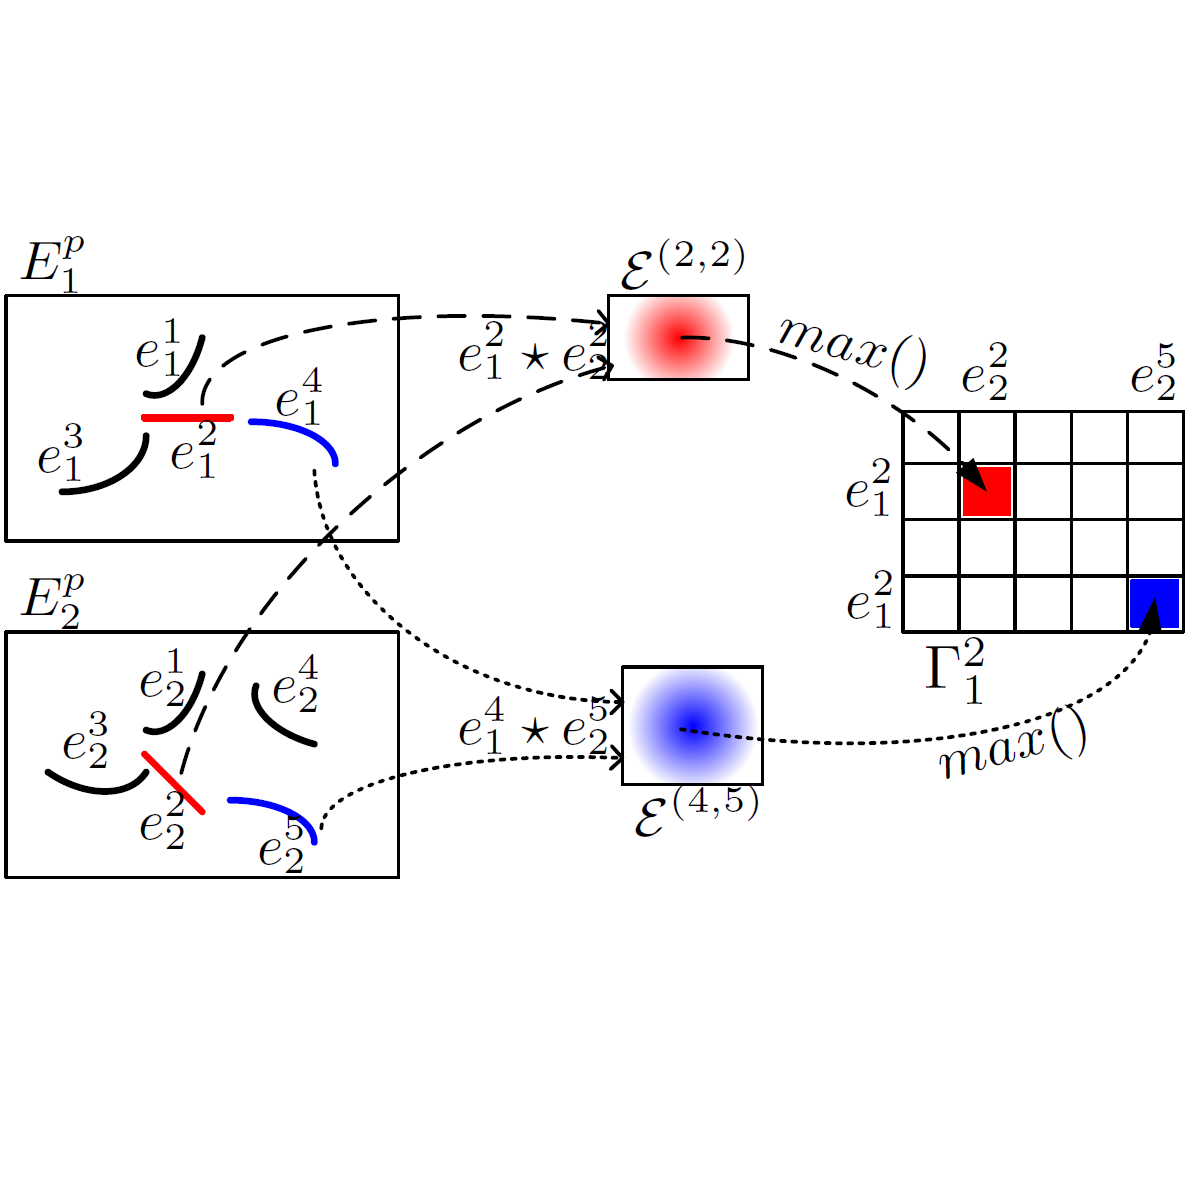 $E_1^p$
$e_1^1$
$e_1^4$
$e_1^3$
$e_1^2$
$e_1^2 \star e_2^2$
$\mathcal{E}^{(2,2)}$
max()
$e_2^2$
$e_2^5$
$e_1^2$
$e_1^2$
$\Gamma_1^2$
$E_2^p$
$e_2^1$
$e_2^4$
$e_2^3$
$e_2^2$
$e_2^5$
$e_1^4 \star e_2^5$
$\mathcal{E}^{(4,5)}$
max()